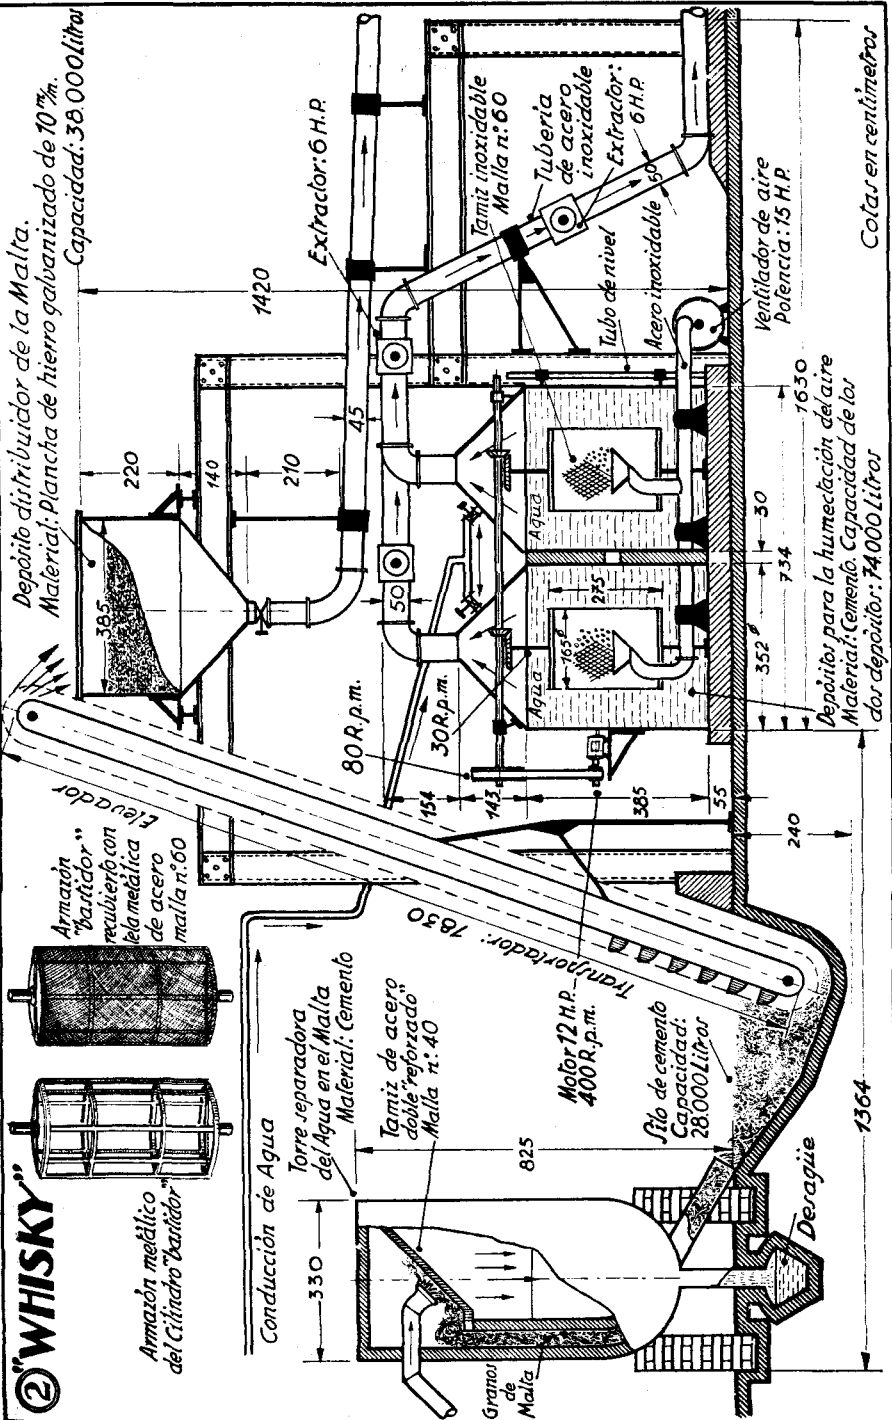 ② "WHISKY"
Armazón metálico
del Cilindro "bastidor"
Armazón
"bastidor"
recubierto con
tela metálica
de acero
malla n.º 60
Elevador
Depósito distribuidor de la Malta.
Material: Plancha de hierro galvanizado de 10 m/m.
Capacidad: 38.000 Litros
385
220
140
210
1420
Extractor: 6 H.P.
45
50
Tamiz inoxidable
Malla n.º 60
Tubería
de acero
inoxidable
Extractor:
6 H.P.
50
Conducción de Agua
Torre separadora
del Agua en el Malta
Material: Cemento
Tamiz de acero
doble "reforzado"
Malla n.º 40
330
825
Granos
de
Malta
Transportador: 7830
80 R.p.m.
30 R.p.m.
154
143
385
55
240
Agua
Agua
165ø
275
Tubo de nivel
Acero inoxidable
Ventilador de aire
Potencia: 15 H.P.
Motor 12 H.P.
400 R.p.m.
Silo de cemento
Capacidad:
28.000 Litros
Desagüe
1364
352ø
30
734
1630
Depósitos para la humectación del aire
Material: Cemento. Capacidad de los
dos depósitos: 74.000 litros
Cotas en centímetros